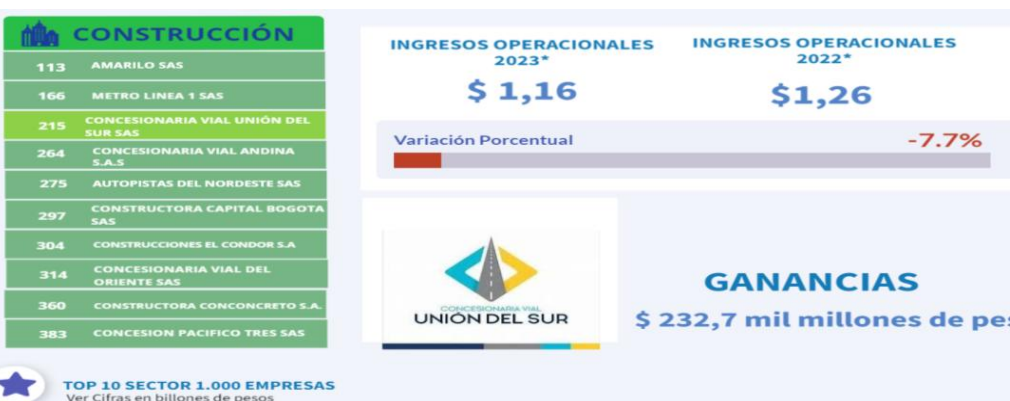 CONSTRUCCIÓN
113 AMARILO SAS
166 METRO LINEA 1 SAS
215 CONCESIONARIA VIAL UNIÓN DEL
SUR SAS
264 CONCESIONARIA VIAL ANDINA
S.A.S
275 AUTOPISTAS DEL NORDESTE SAS
297 CONSTRUCTORA CAPITAL BOGOTA
SAS
304 CONSTRUCCIONES EL CONDOR S.A
314 CONCESIONARIA VIAL DEL
ORIENTE SAS
360 CONSTRUCTORA CONCONCRETO S.A.
383 CONCESION PACIFICO TRES SAS
TOP 10 SECTOR 1.000 EMPRESAS
Ver Cifras en billones de pesos
INGRESOS OPERACIONALES
2023*
$ 1,16
INGRESOS OPERACIONALES
2022*
$1,26
Variación Porcentual -7.7%
CONCESIONARIA VIAL
UNIÓN DEL SUR
GANANCIAS
$ 232,7 mil millones de pes